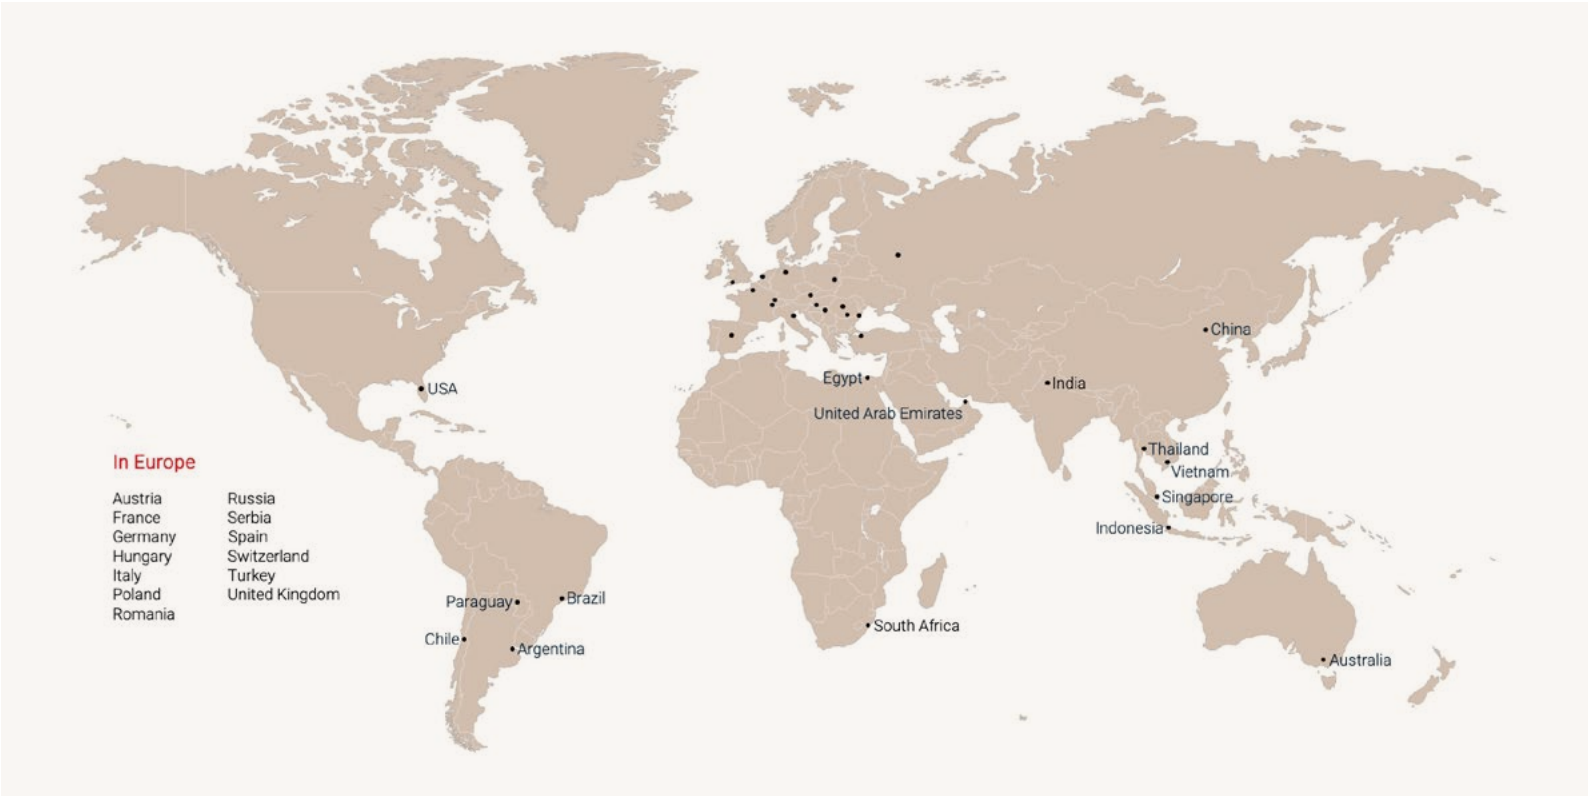 USA
China
India
Egypt
United Arab Emirates
Thailand
Vietnam
Singapore
Indonesia
In Europe
Austria
France
Germany
Hungary
Italy
Poland
Romania
Russia
Serbia
Spain
Switzerland
Turkey
United Kingdom
Paraguay
Brazil
Chile
Argentina
South Africa
Australia